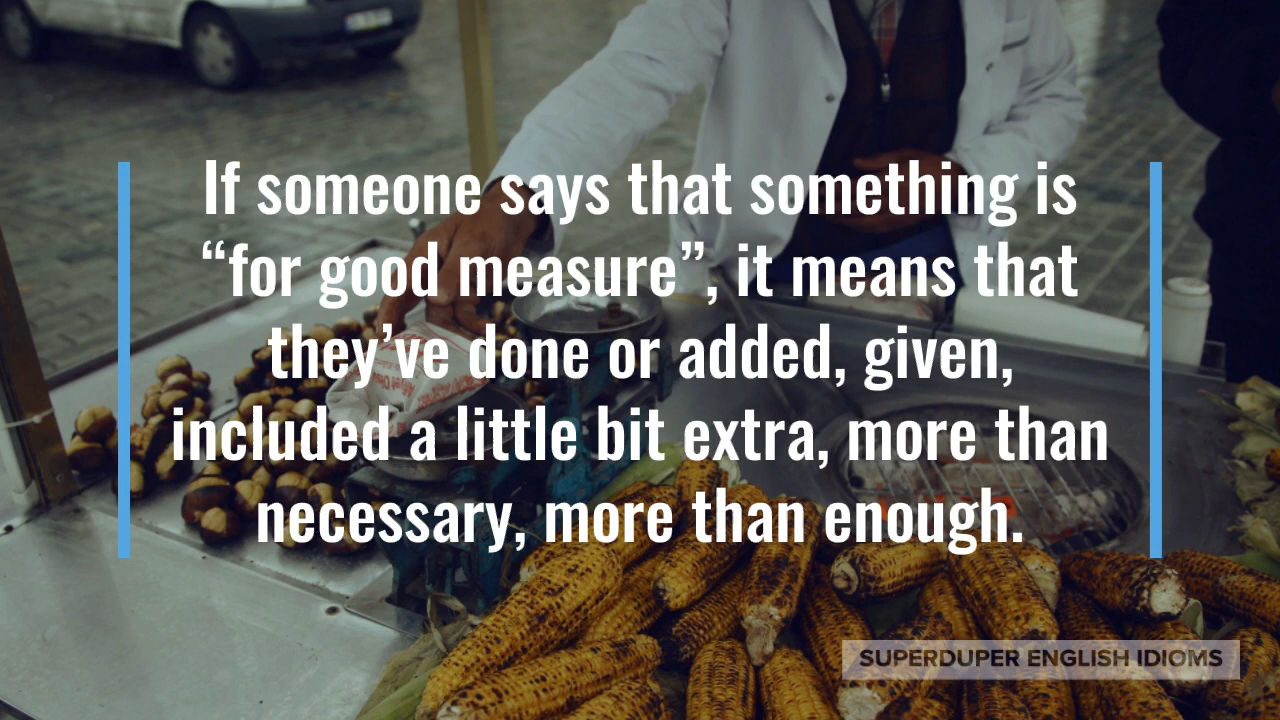 If someone says that something is
“for good measure”, it means that
they’ve done or added, given,
included a little bit extra, more than
necessary, more than enough.
SUPERDUPER ENGLISH IDIOMS